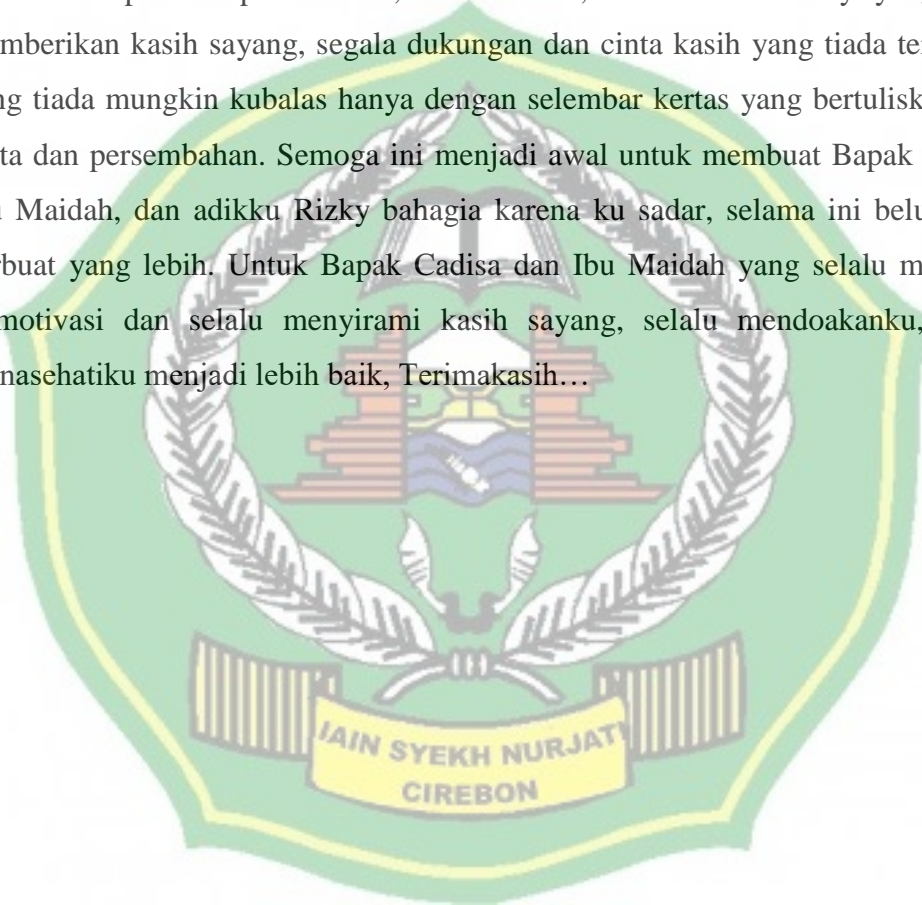 mberikan kasih sayang, segala dukungan dan cinta kasih yang tiada te
ng tiada mungkin kubalas hanya dengan selembar kertas yang bertulisk
ta dan persembahan. Semoga ini menjadi awal untuk membuat Bapak
u Maidah, dan adikku Rizky bahagia karena ku sadar, selama ini belu
rbuat yang lebih. Untuk Bapak Cadisa dan Ibu Maidah yang selalu m
motivasi dan selalu menyirami kasih sayang, selalu mendoakanku,
nasehatiku menjadi lebih baik, Terimakasih…
IAIN SYEKH NURJATI
CIREBON